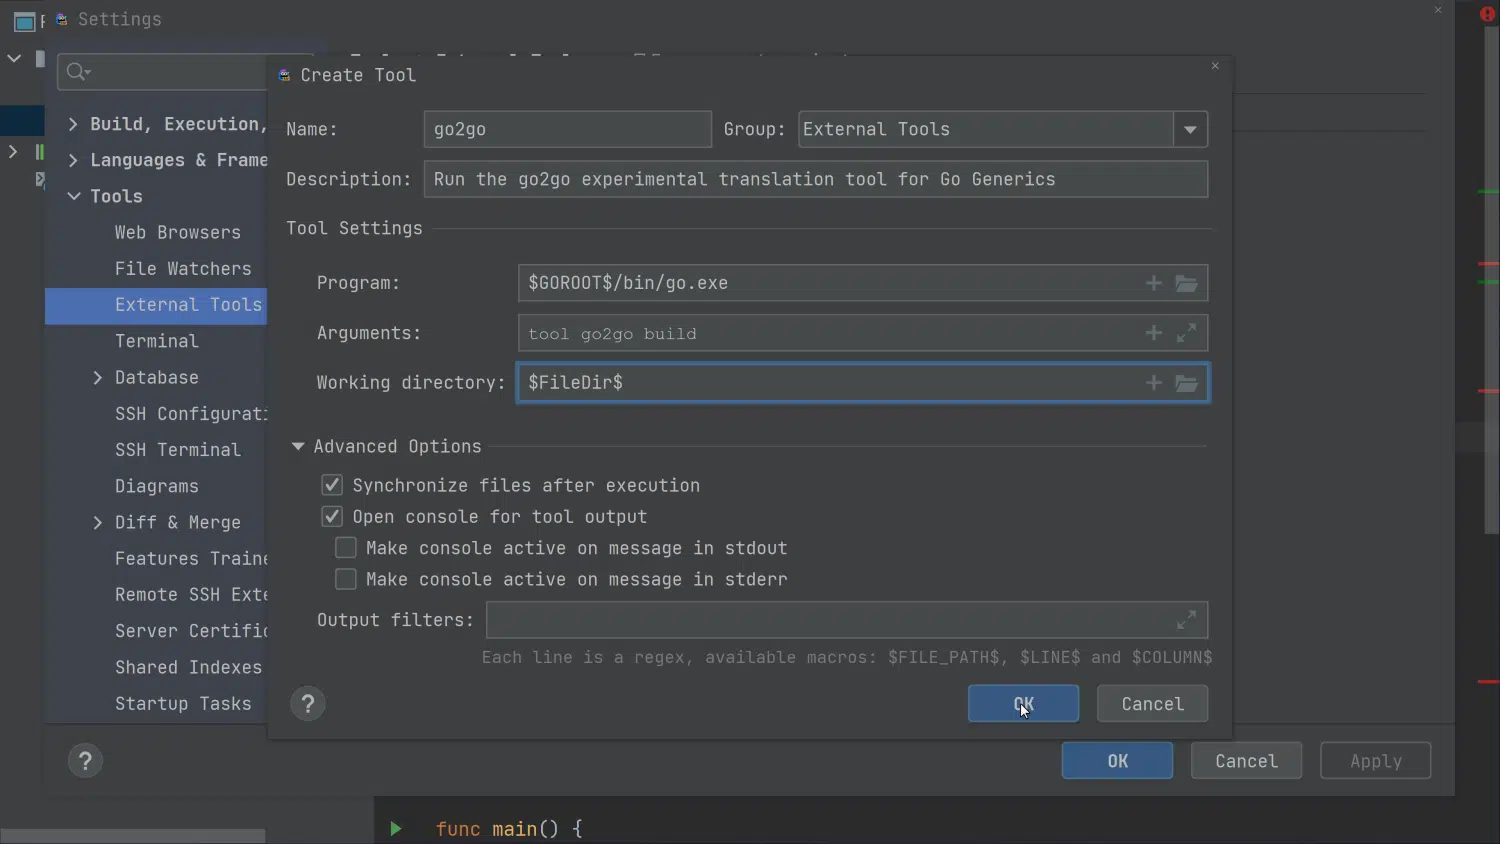 Settings
Create Tool
Build, Execution,
Languages & Frame
Tools
Web Browsers
File Watchers
External Tools
Terminal
Database
SSH Configurati
SSH Terminal
Diagrams
Diff & Merge
Features Traine
Remote SSH Exte
Server Certific
Shared Indexes
Startup Tasks
Name: go2go Group: External Tools
Description: Run the go2go experimental translation tool for Go Generics
Tool Settings
Program: $GOROOT$/bin/go.exe
Arguments: tool go2go build
Working directory: $FileDir$
Advanced Options
Synchronize files after execution
Open console for tool output
Make console active on message in stdout
Make console active on message in stderr
Output filters:
Each line is a regex, available macros: $FILE_PATH$, $LINE$ and $COLUMN$
? OK Cancel
? OK Cancel Apply
func main() {